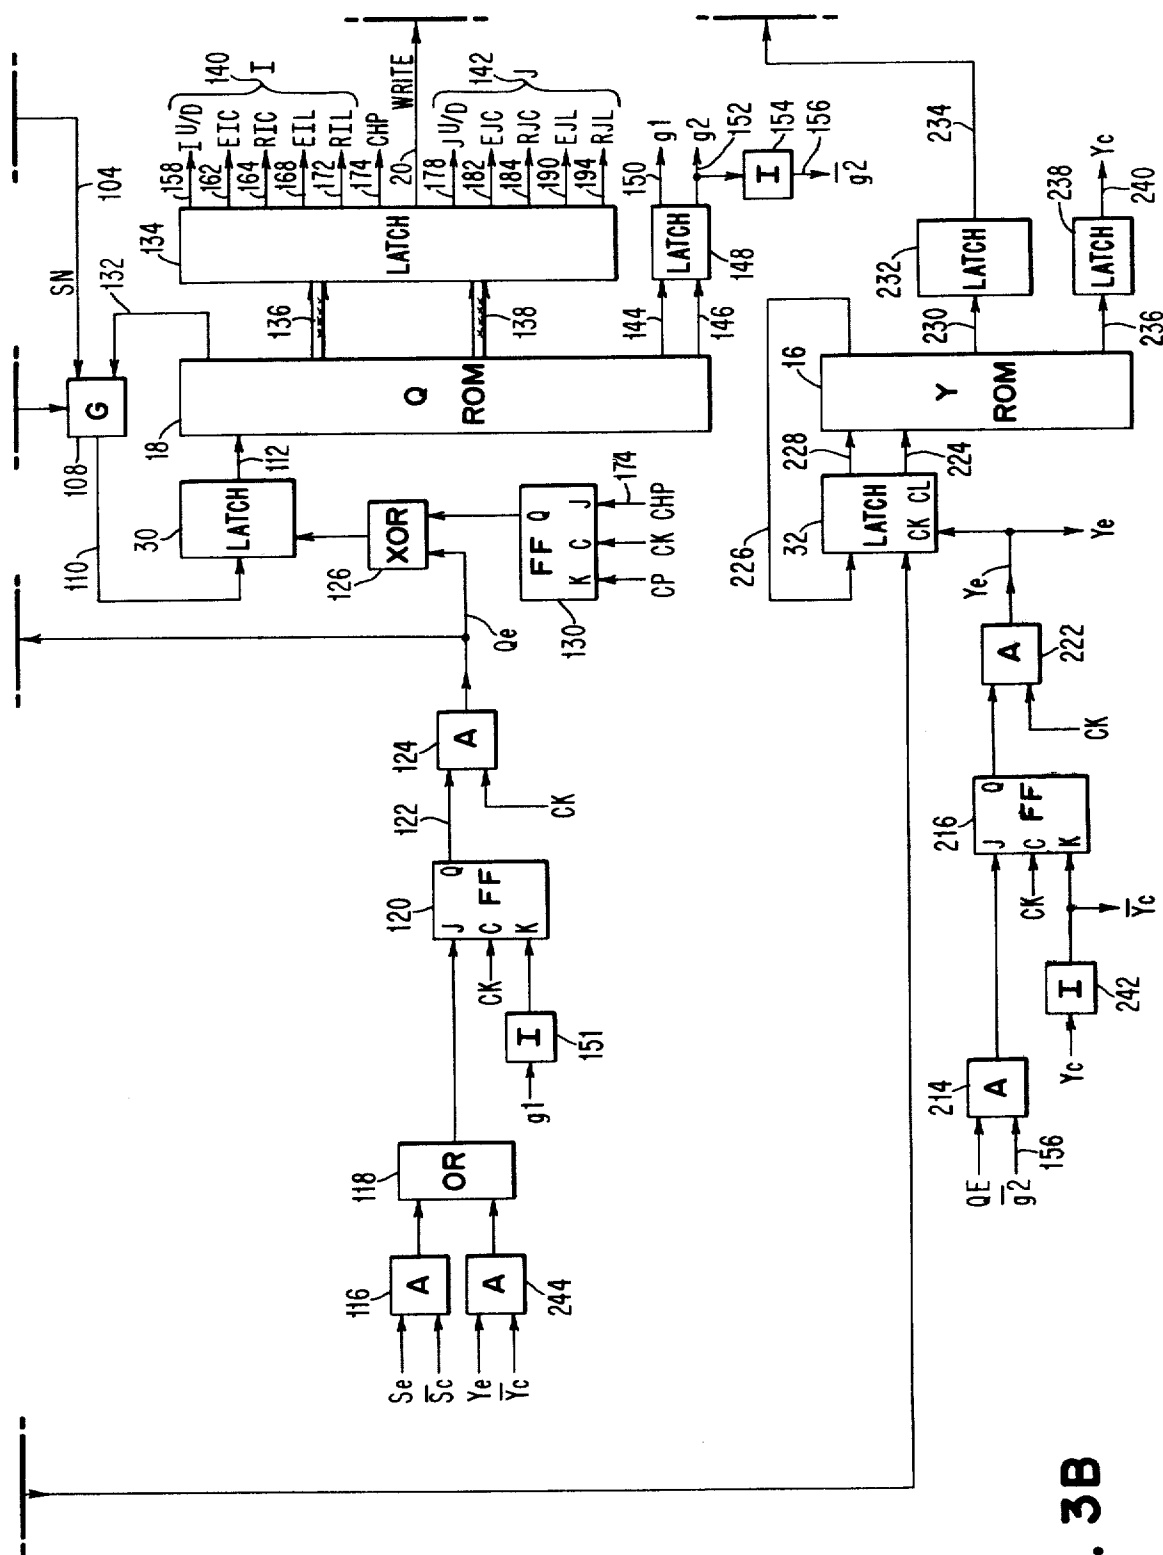 SN
104
108
G
132
110
30
LATCH
112
18
Q
ROM
136
138
134
LATCH
158
I U/D
162
EIC
164
RIC
168
EIL
172
RIL
174
CHP
20
WRITE
178
J U/D
182
EJC
184
RJC
190
EJL
194
RJL
140
I
142
J
144
146
LATCH
148
150
g1
g2
152
I
154
156
g̅2
126
XOR
Qe
130
FF
Q
K
C
J
CP
CK
CHP
174
124
A
122
CK
120
J
Q
C
FF
K
CK
I
151
g1
118
OR
116
A
A
244
Se
S̅c
Ye
Y̅c
226
32
LATCH
CK
CL
228
224
16
Y
ROM
230
232
LATCH
234
236
238
LATCH
Yc
240
Ye
Ye
A
222
CK
216
J
Q
C
FF
K
CK
Y̅c
I
242
Yc
214
A
QE
g̅2
156
. 3B